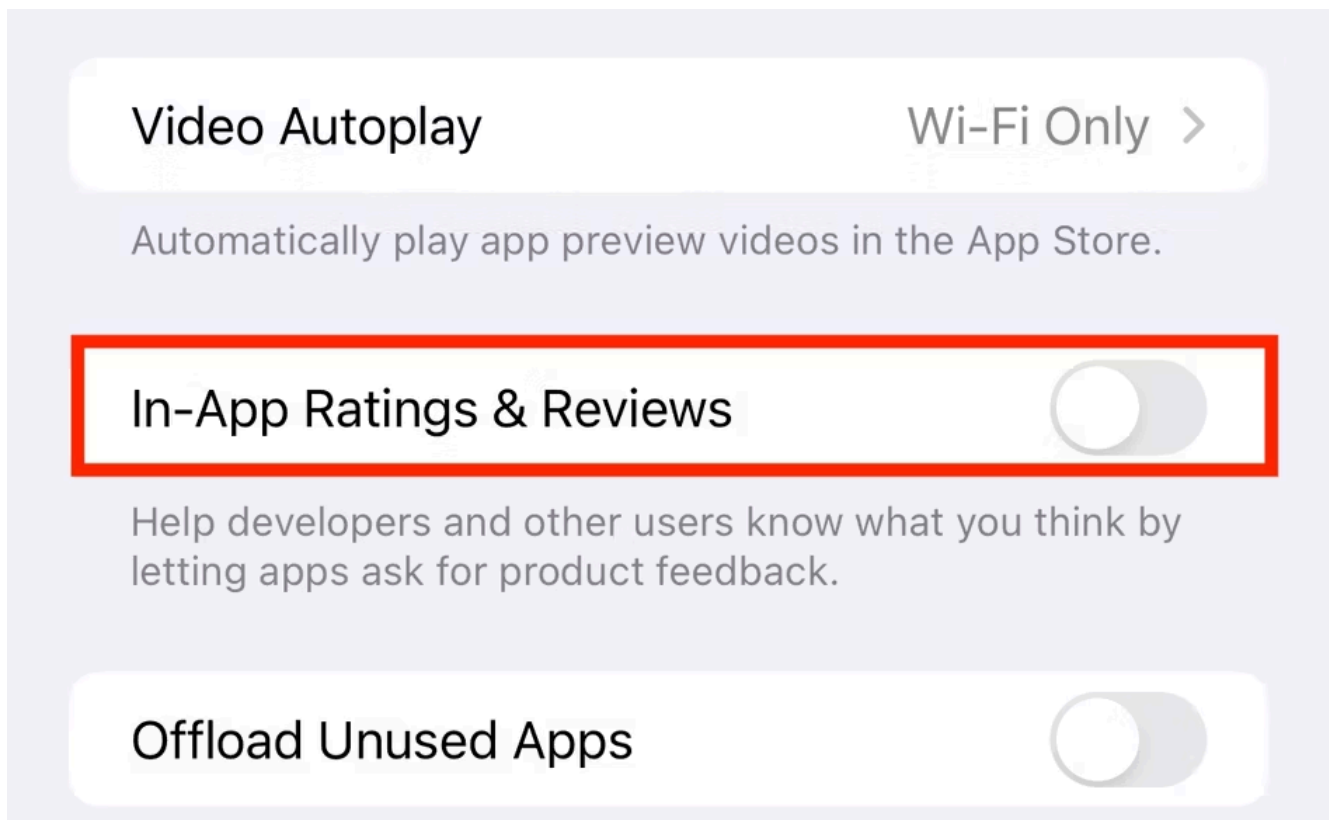 Video Autoplay Wi-Fi Only
Automatically play app preview videos in the App Store.
In-App Ratings & Reviews
Help developers and other users know what you think by
letting apps ask for product feedback.
Offload Unused Apps